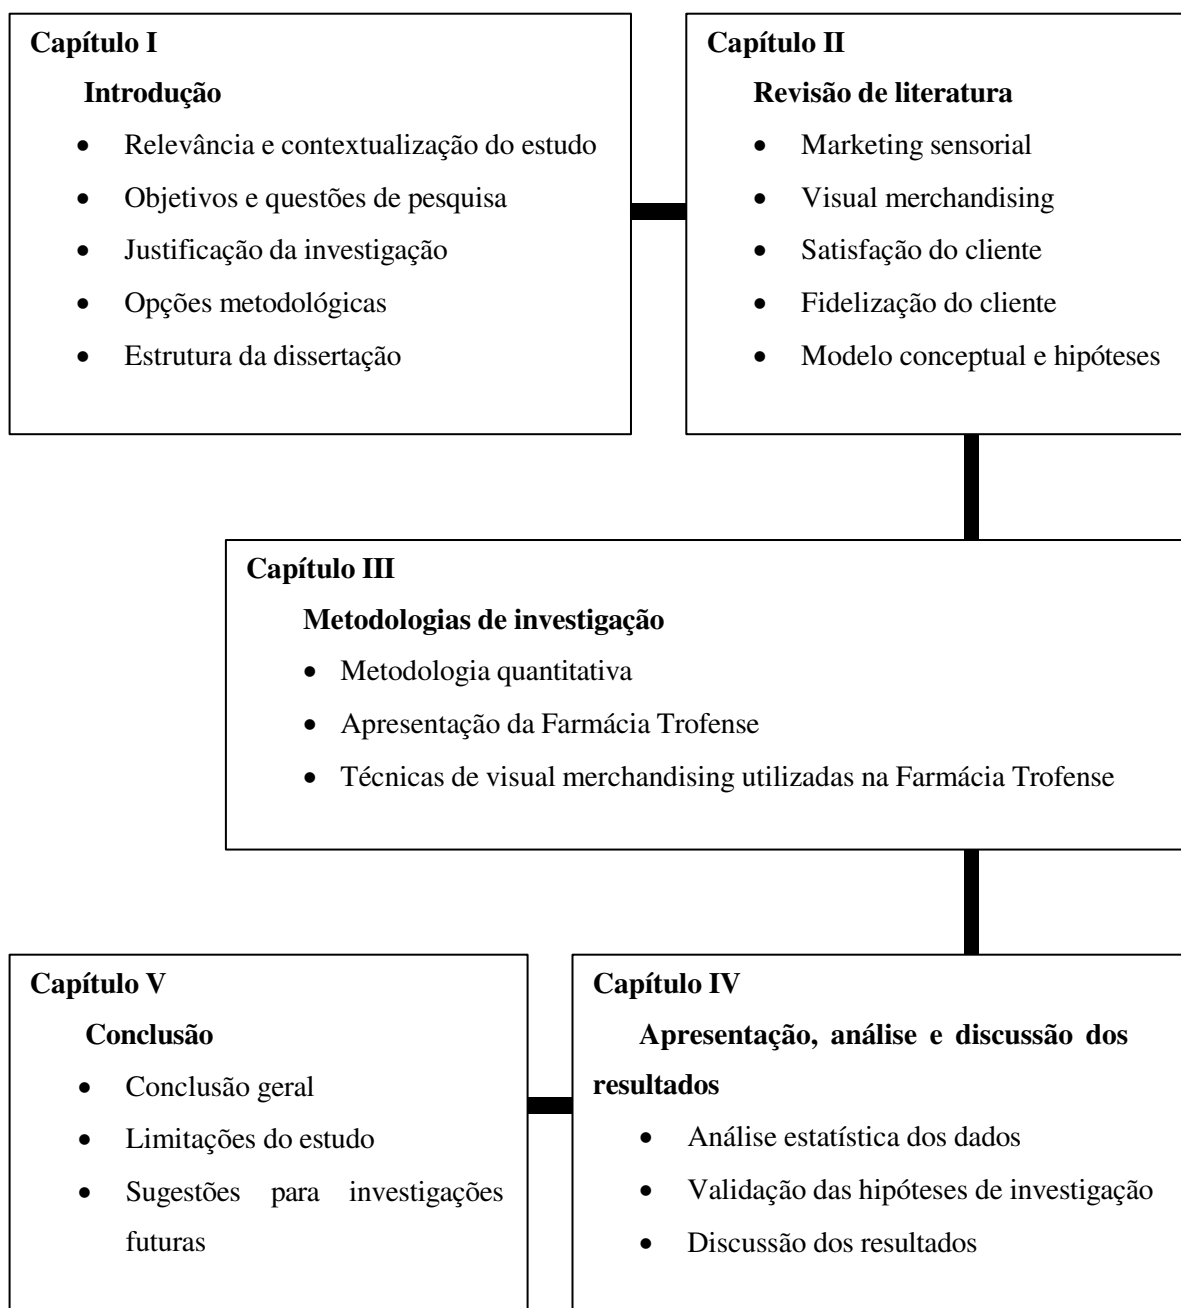 Capítulo I
Introdução
• Relevância e contextualização do estudo
• Objetivos e questões de pesquisa
• Justificação da investigação
• Opções metodológicas
• Estrutura da dissertação
Capítulo II
Revisão de literatura
• Marketing sensorial
• Visual merchandising
• Satisfação do cliente
• Fidelização do cliente
• Modelo conceptual e hipóteses
Capítulo III
Metodologias de investigação
• Metodologia quantitativa
• Apresentação da Farmácia Trofense
• Técnicas de visual merchandising utilizadas na Farmácia Trofense
Capítulo IV
Apresentação, análise e discussão dos
resultados
• Análise estatística dos dados
• Validação das hipóteses de investigação
• Discussão dos resultados
Capítulo V
Conclusão
• Conclusão geral
• Limitações do estudo
• Sugestões para investigações
futuras